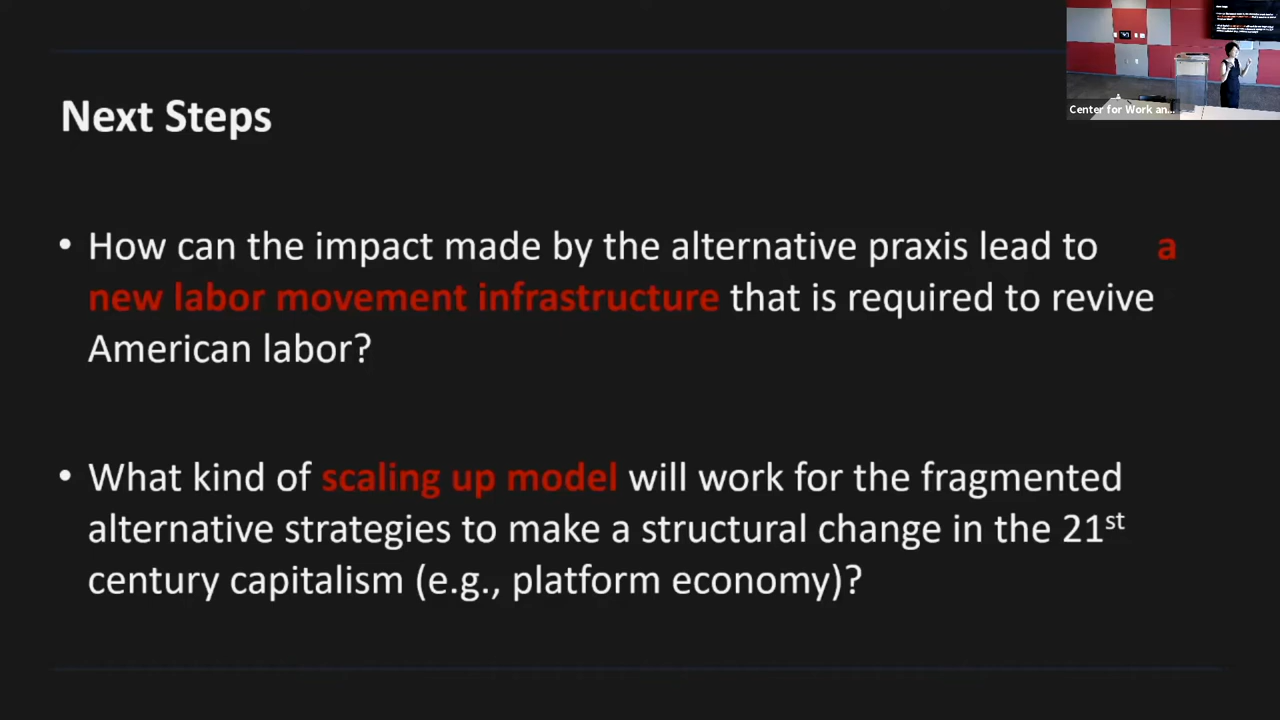 Center for Work an...
Next Steps
• How can the impact made by the alternative praxis lead to a
new labor movement infrastructure that is required to revive
American labor?
• What kind of scaling up model will work for the fragmented
alternative strategies to make a structural change in the 21st
century capitalism (e.g., platform economy)?